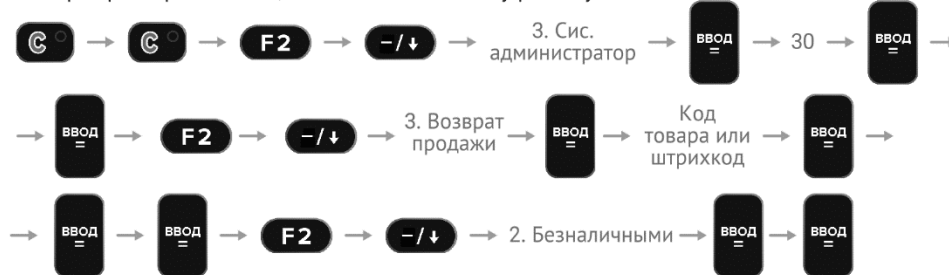 C → C → F2 → –/↓ → 3. Сис. администратор → ВВОД = → 30 → ВВОД = →
→ ВВОД = → F2 → –/↓ → 3. Возврат продажи → ВВОД = → Код товара или штрихкод → ВВОД = →
→ ВВОД = → ВВОД = → F2 → –/↓ → 2. Безналичными → ВВОД = → ВВОД =